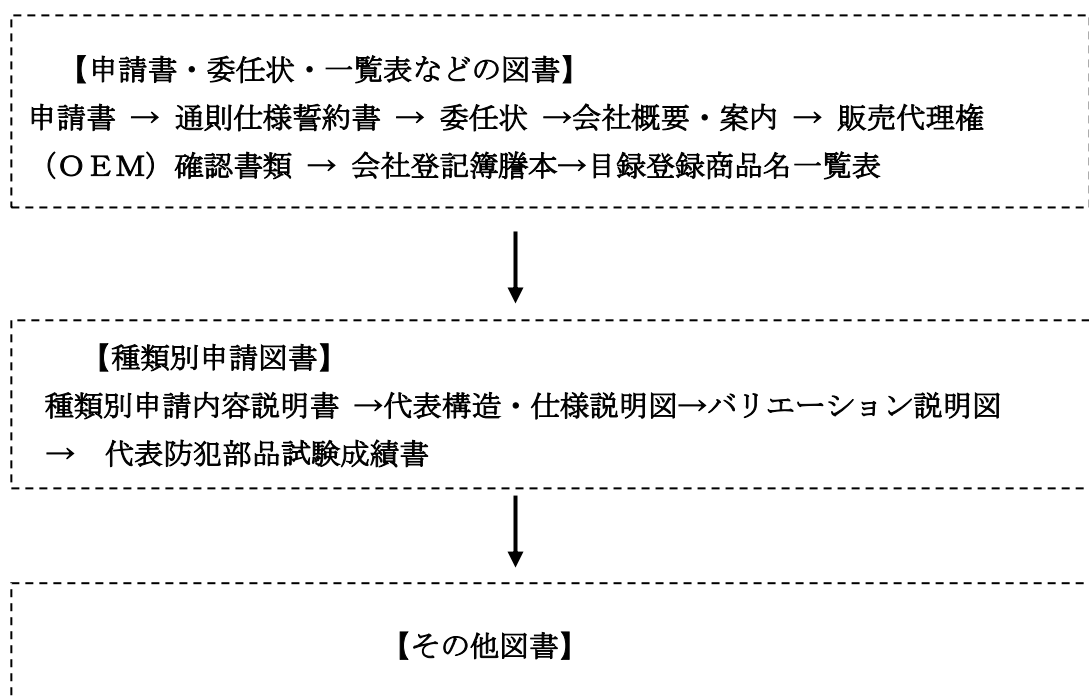 【申請書・委任状・一覧表などの図書】
申請書 → 通則仕様誓約書 → 委任状 →会社概要・案内 → 販売代理権
（ＯＥＭ）確認書類 → 会社登記簿謄本→目録登録商品名一覧表
【種類別申請図書】
種類別申請内容説明書 →代表構造・仕様説明図→バリエーション説明図
→ 代表防犯部品試験成績書
【その他図書】